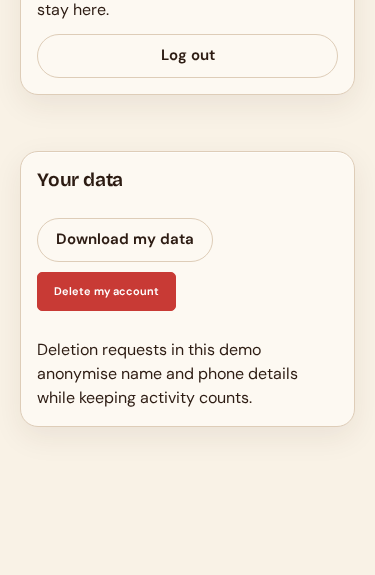 stay here.
Log out
Your data
Download my data
Delete my account
Deletion requests in this demo
anonymise name and phone details
while keeping activity counts.